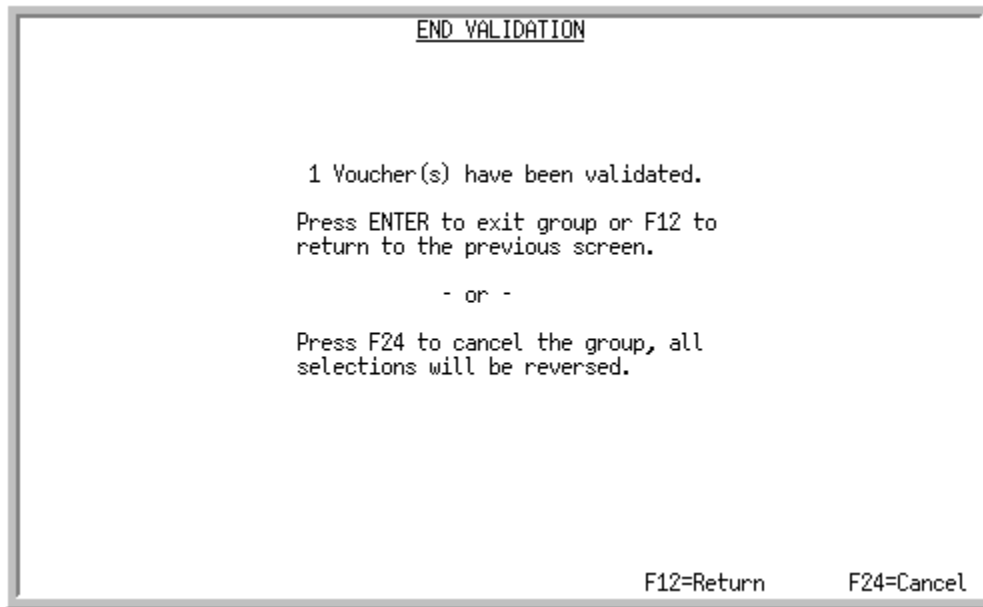 END VALIDATION
1 Voucher(s) have been validated.
Press ENTER to exit group or F12 to
return to the previous screen.
- or -
Press F24 to cancel the group, all
selections will be reversed.
F12=Return F24=Cancel